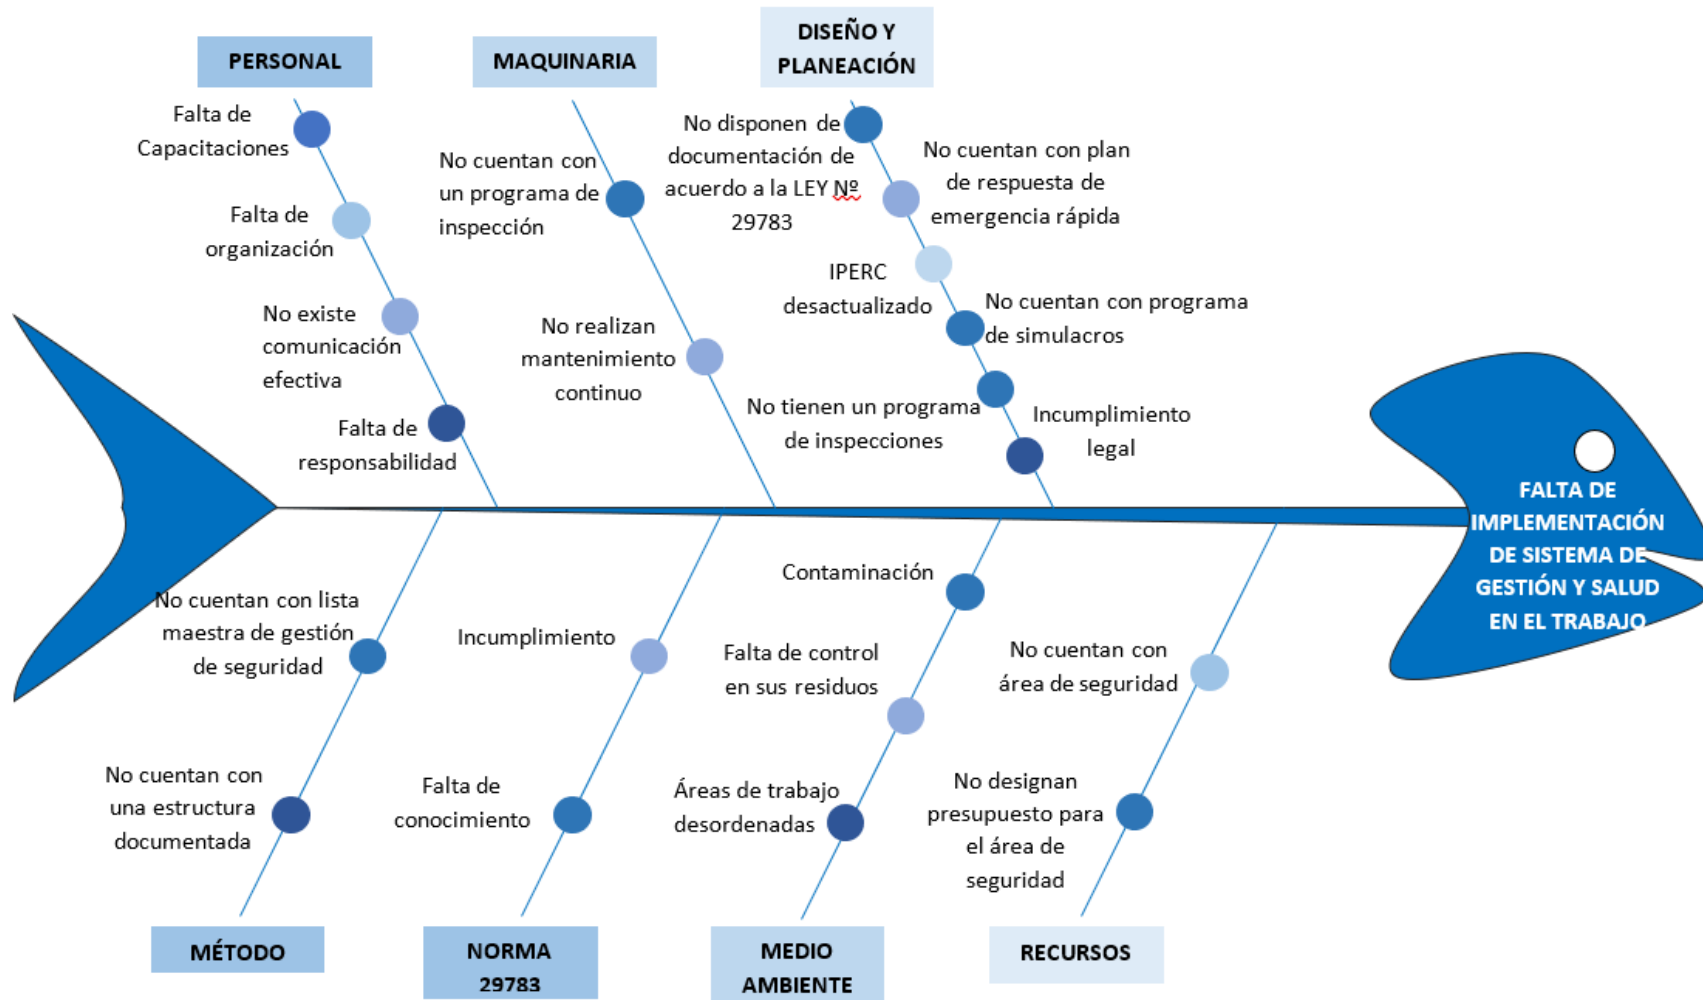 PERSONAL
MAQUINARIA
DISEÑO Y
PLANEACIÓN
Falta de
Capacitaciones
Falta de
organización
No existe
comunicación
efectiva
Falta de
responsabilidad
No cuentan con
un programa de
inspección
No realizan
mantenimiento
continuo
No disponen de
documentación de
acuerdo a la LEY Nº
29783
No cuentan con plan
de respuesta de
emergencia rápida
IPERC
desactualizado
No cuentan con programa
de simulacros
No tienen un programa
de inspecciones
Incumplimiento
legal
FALTA DE
IMPLEMENTACIÓN
DE SISTEMA DE
GESTIÓN Y SALUD
EN EL TRABAJO
No cuentan con lista
maestra de gestión
de seguridad
No cuentan con
una estructura
documentada
Incumplimiento
Falta de
conocimiento
Contaminación
Falta de control
en sus residuos
Áreas de trabajo
desordenadas
No cuentan con
área de seguridad
No designan
presupuesto para
el área de
seguridad
MÉTODO
NORMA
29783
MEDIO
AMBIENTE
RECURSOS